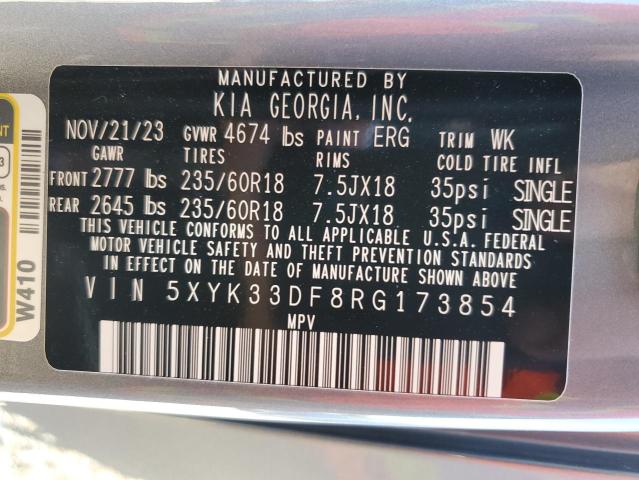 MANUFACTURED BY
KIA GEORGIA, INC.
NOV/21/23 GVWR 4674 lbs PAINT ERG TRIM WK
GAWR TIRES RIMS COLD TIRE INFL
FRONT 2777 lbs 235/60R18 7.5JX18 35psi SINGLE
REAR 2645 lbs 235/60R18 7.5JX18 35psi SINGLE
THIS VEHICLE CONFORMS TO ALL APPLICABLE U.S.A. FEDERAL
MOTOR VEHICLE SAFETY AND THEFT PREVENTION STANDARDS
IN EFFECT ON THE DATE OF MANUFACTURE SHOWN ABOVE.
VIN 5XYK33DF8RG173854
MPV
W410